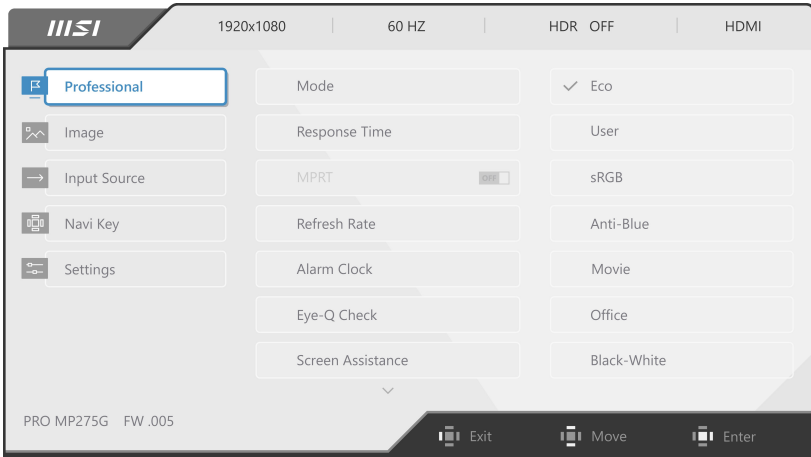 msi
1920x1080 60 HZ HDR OFF HDMI
Professional
Image
Input Source
Navi Key
Settings
Mode
Response Time
MPRT OFF
Refresh Rate
Alarm Clock
Eye-Q Check
Screen Assistance
Eco
User
sRGB
Anti-Blue
Movie
Office
Black-White
PRO MP275G FW .005
Exit Move Enter